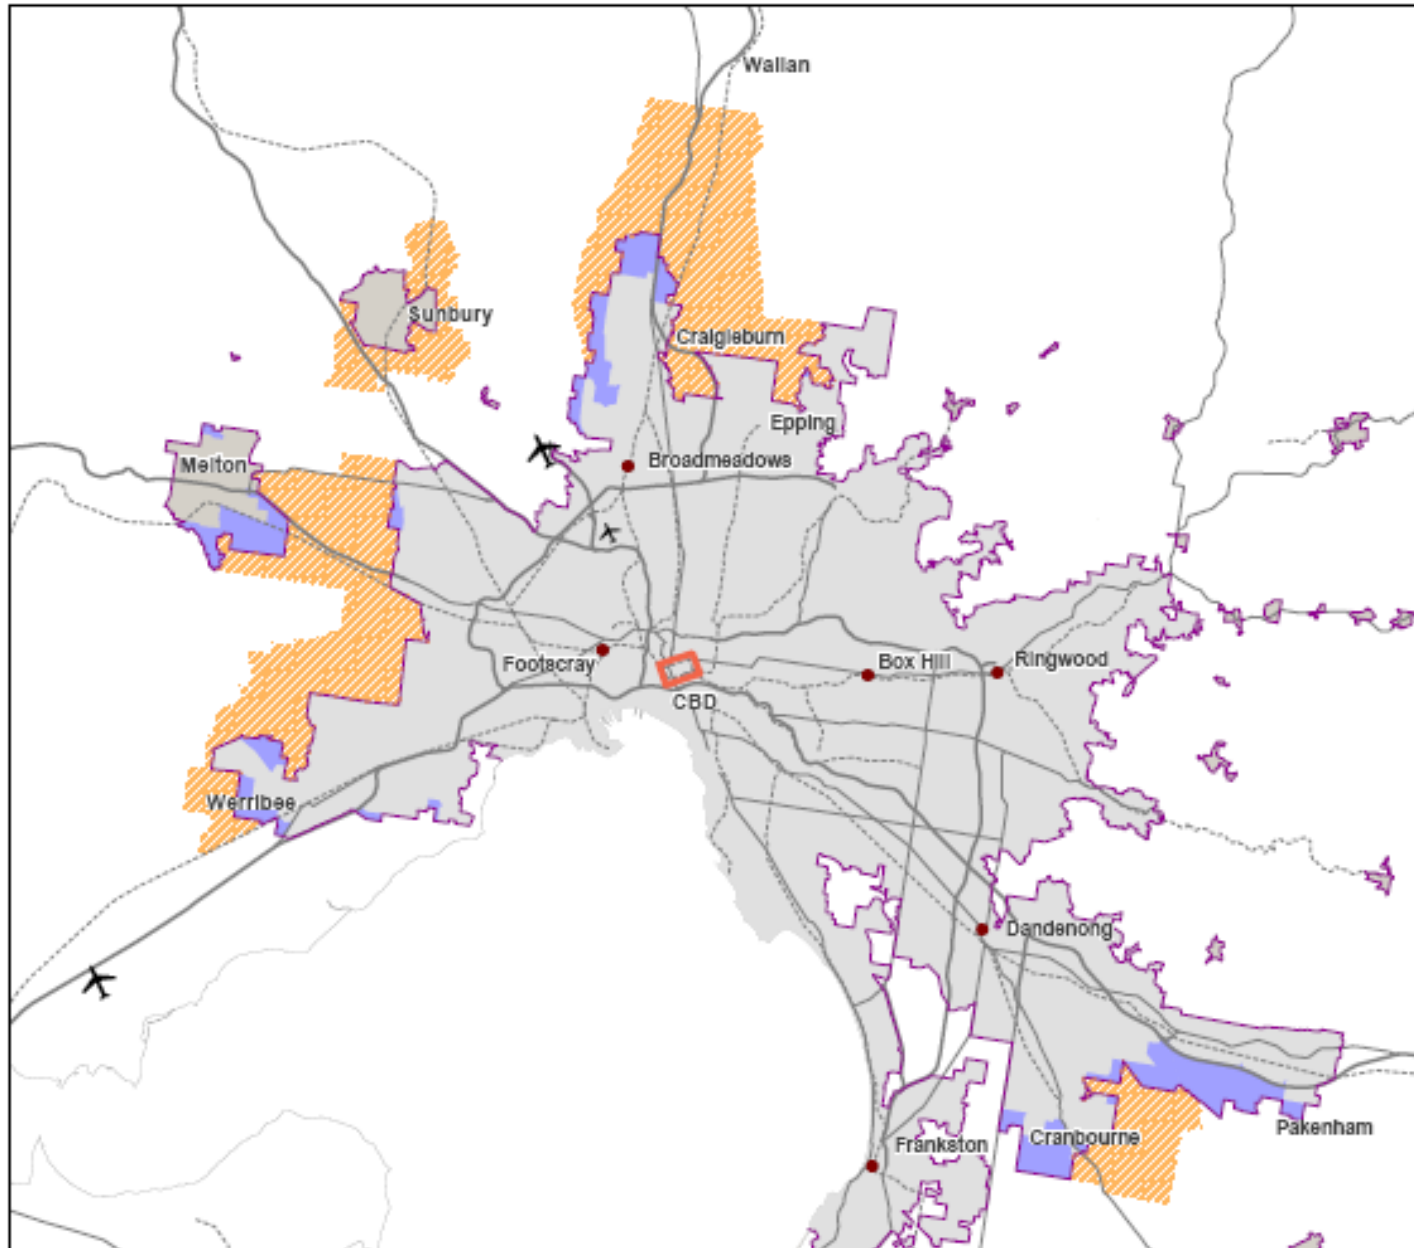 Wallan
Sunbury
Craigieburn
Epping
Melton
Broadmeadows
Footscray
Box Hill
Ringwood
CBD
Werribee
Dandenong
Pakenham
Cranbourne
Frankston